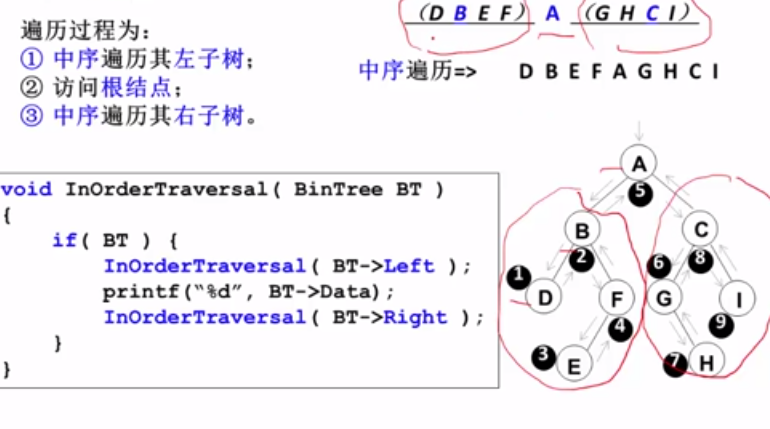 (D B E F) A (G H C I)
遍历过程为:
① 中序遍历其左子树;
② 访问根结点;
③ 中序遍历其右子树。
中序遍历=> D B E F A G H C I
void InOrderTraversal( BinTree BT )
{
if( BT ) {
InOrderTraversal( BT->Left );
printf(“%d”, BT->Data);
InOrderTraversal( BT->Right );
}
}
A
5
B
C
2
6
8
1
D
F
G
I
4
9
3
E
7
H